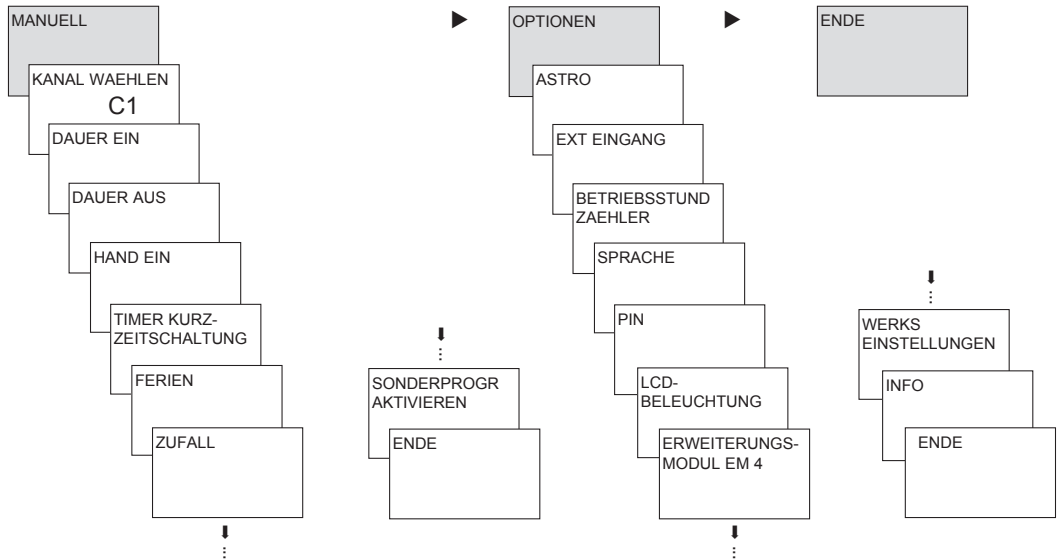 MANUELL
KANAL WAEHLEN
C1
DAUER EIN
DAUER AUS
HAND EIN
TIMER KURZ-
ZEITSCHALTUNG
FERIEN
ZUFALL
SONDERPROGR
AKTIVIEREN
ENDE
OPTIONEN
ASTRO
EXT EINGANG
BETRIEBSSTUND
ZAEHLER
SPRACHE
PIN
LCD-
BELEUCHTUNG
ERWEITERUNGS-
MODUL EM 4
WERKS
EINSTELLUNGEN
INFO
ENDE
ENDE